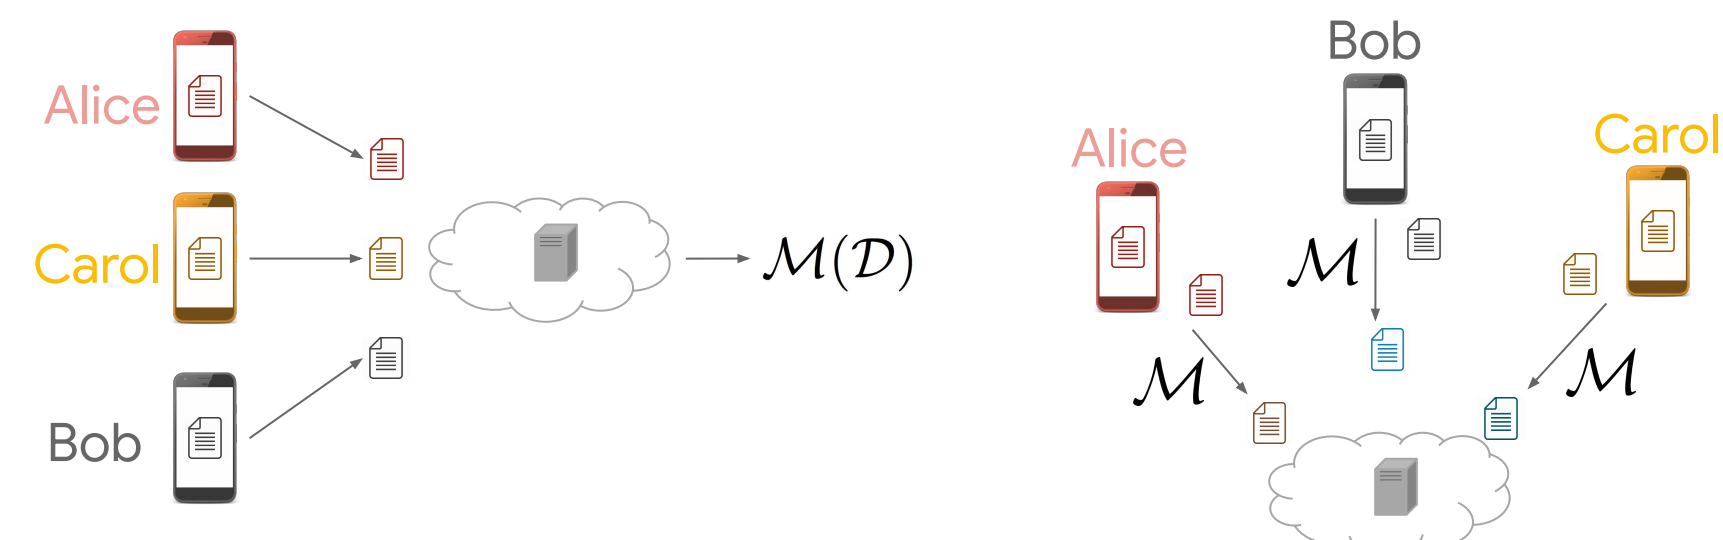 Alice
Carol
Bob
ℳ(𝒟)
Bob
Alice
Carol
ℳ
ℳ
ℳ